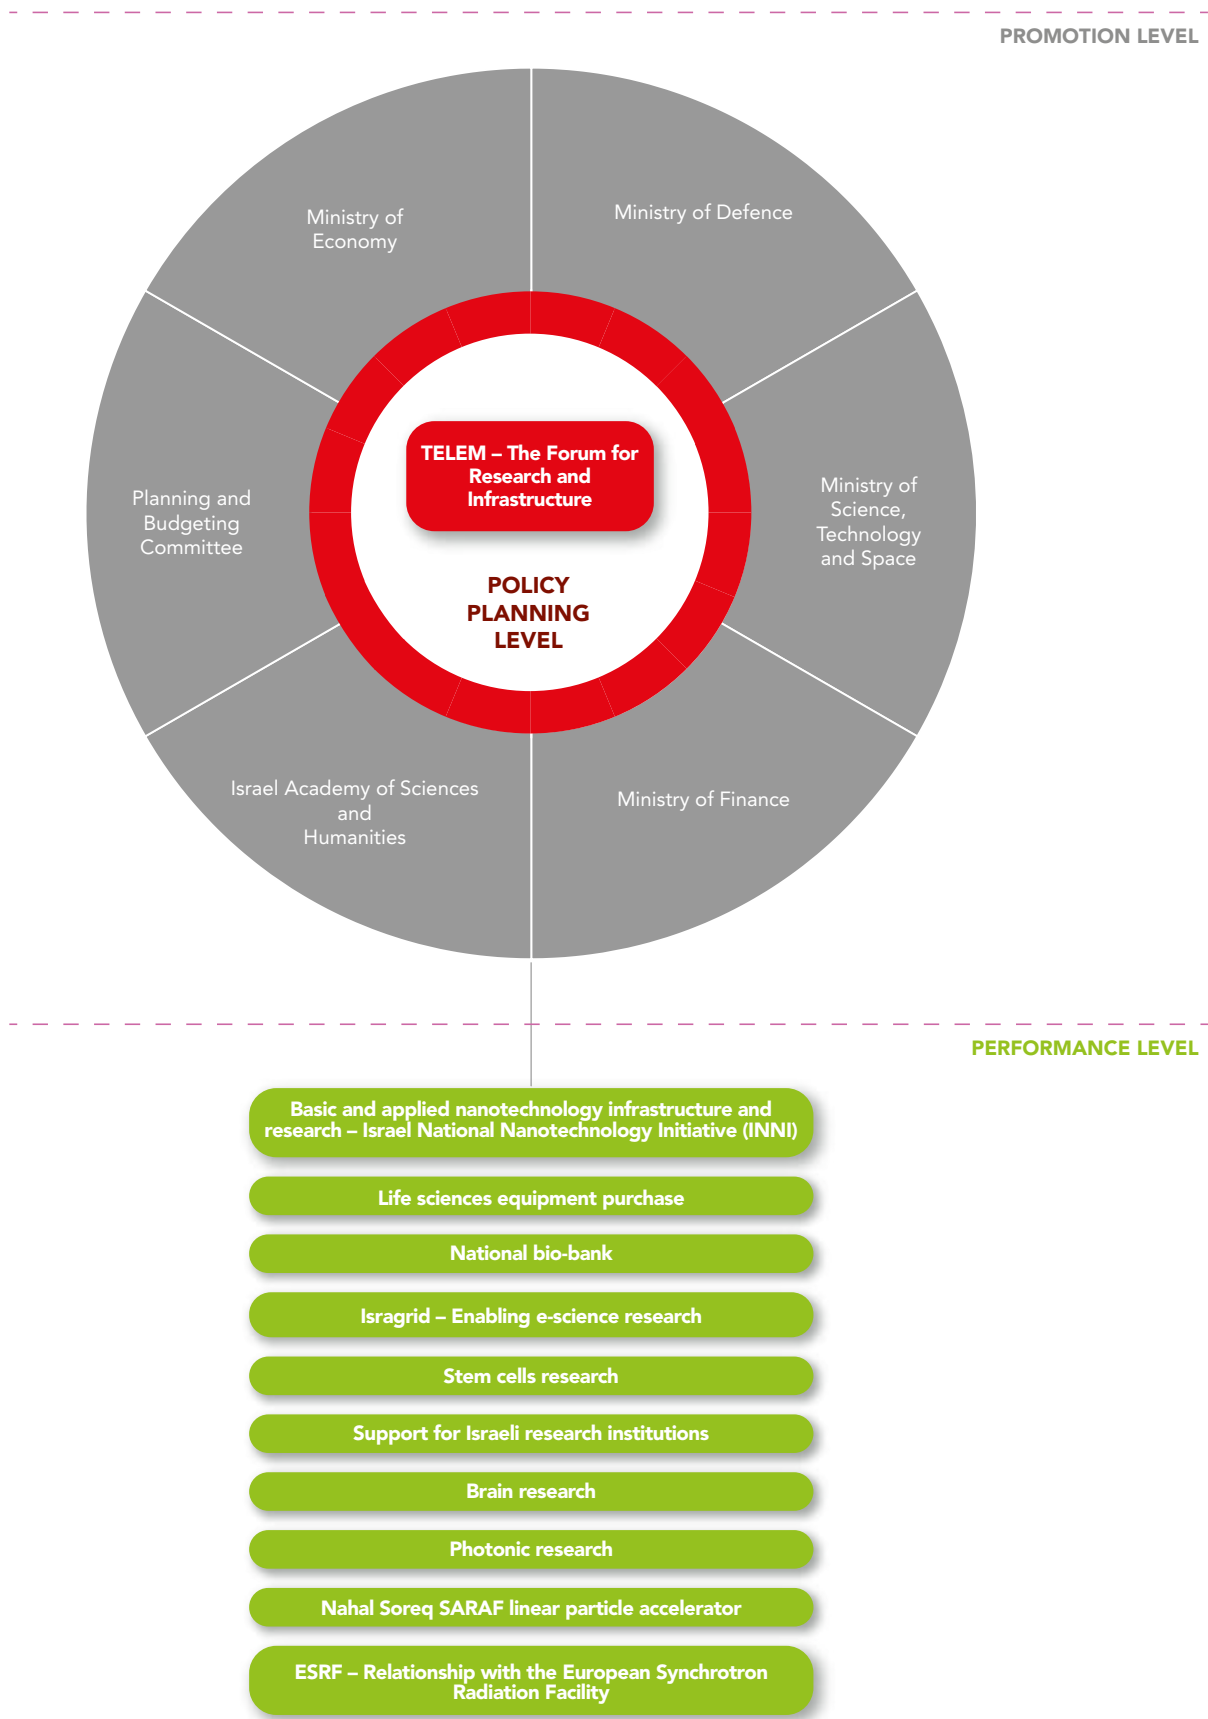 PROMOTION LEVEL
Ministry of
Economy
Ministry of Defence
Planning and
Budgeting
Committee
TELEM – The Forum for
Research and
Infrastructure
Ministry of
Science,
Technology
and Space
POLICY
PLANNING
LEVEL
Israel Academy of Sciences
and
Humanities
Ministry of Finance
PERFORMANCE LEVEL
Basic and applied nanotechnology infrastructure and
research – Israel National Nanotechnology Initiative (INNI)
Life sciences equipment purchase
National bio-bank
Isragrid – Enabling e-science research
Stem cells research
Support for Israeli research institutions
Brain research
Photonic research
Nahal Soreq SARAF linear particle accelerator
ESRF – Relationship with the European Synchrotron
Radiation Facility